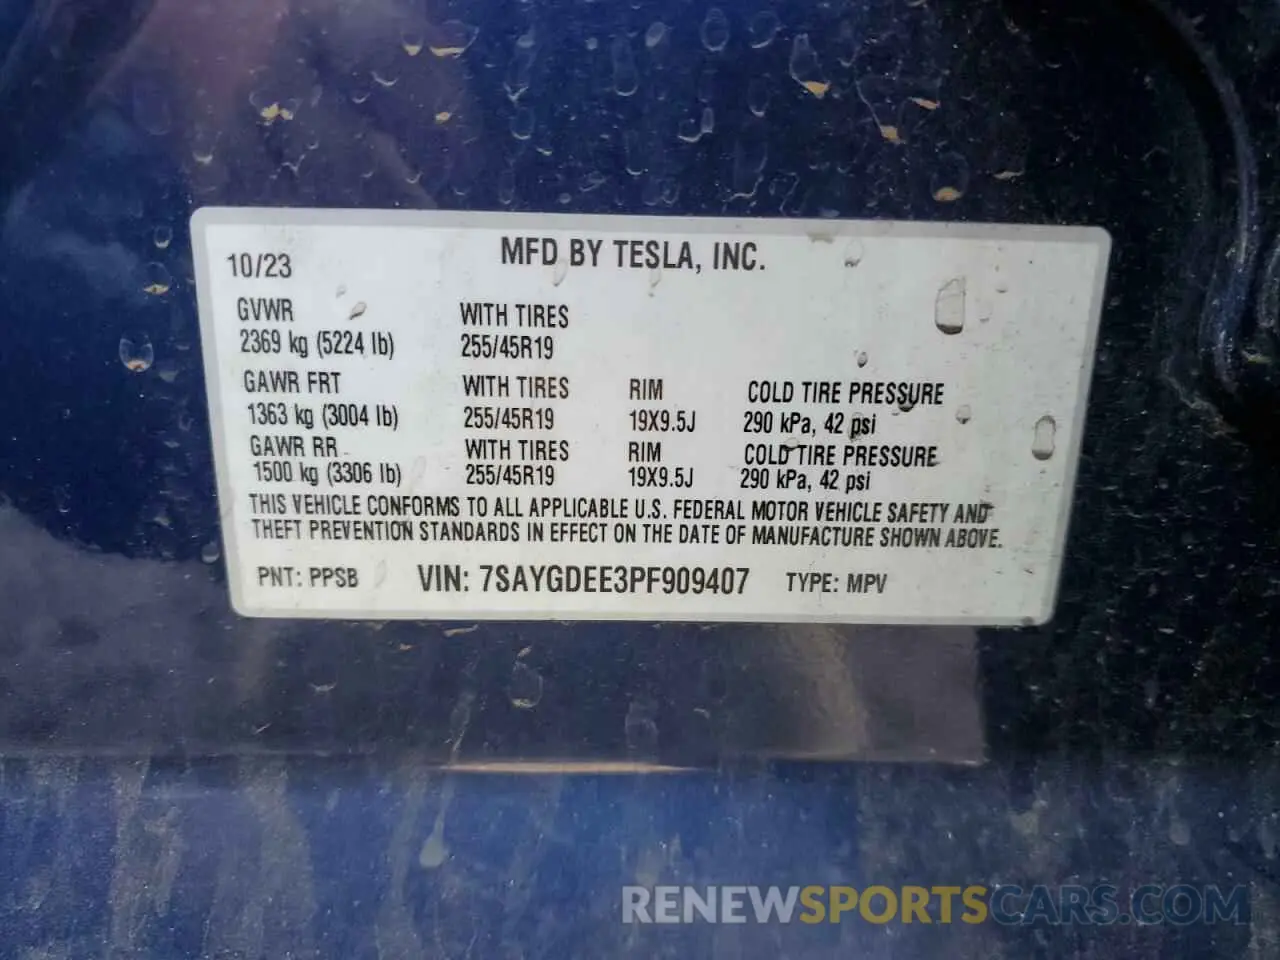 10/23 MFD BY TESLA, INC.
GVWR WITH TIRES
2369 kg (5224 lb) 255/45R19
GAWR FRT WITH TIRES RIM COLD TIRE PRESSURE
1363 kg (3004 lb) 255/45R19 19X9.5J 290 kPa, 42 psi
GAWR RR WITH TIRES RIM COLD TIRE PRESSURE
1500 kg (3306 lb) 255/45R19 19X9.5J 290 kPa, 42 psi
THIS VEHICLE CONFORMS TO ALL APPLICABLE U.S. FEDERAL MOTOR VEHICLE SAFETY AND
THEFT PREVENTION STANDARDS IN EFFECT ON THE DATE OF MANUFACTURE SHOWN ABOVE.
PNT: PPSB VIN: 7SAYGDEE3PF909407 TYPE: MPV
RENEWSPORTSCARS.COM